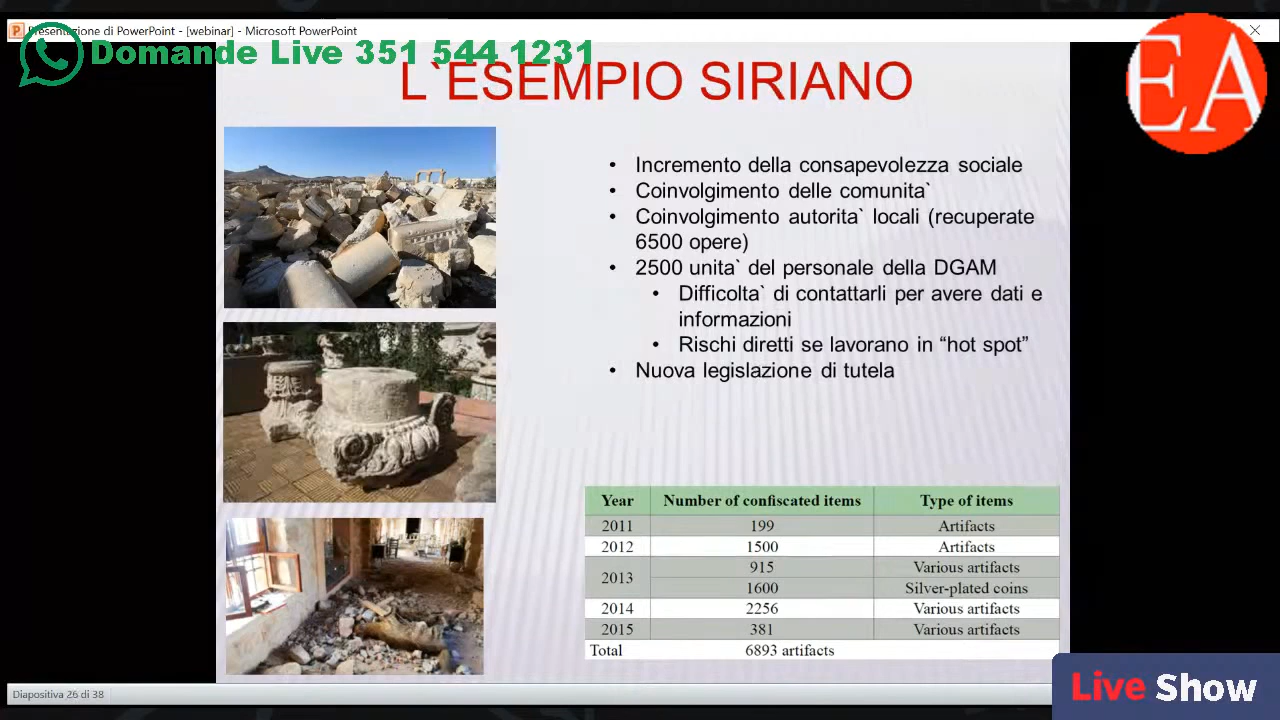 Presentazione di PowerPoint - [webinar] - Microsoft PowerPoint
Domande Live 351 544 1231
EA
L`ESEMPIO SIRIANO
• Incremento della consapevolezza sociale
• Coinvolgimento delle comunita`
• Coinvolgimento autorita` locali (recuperate
6500 opere)
• 2500 unita` del personale della DGAM
• Difficolta` di contattarli per avere dati e
informazioni
• Rischi diretti se lavorano in “hot spot”
• Nuova legislazione di tutela
Year Number of confiscated items Type of items
2011 199 Artifacts
2012 1500 Artifacts
2013 915 Various artifacts
1600 Silver-plated coins
2014 2256 Various artifacts
2015 381 Various artifacts
Total 6893 artifacts
Diapositiva 26 di 38
Live Show